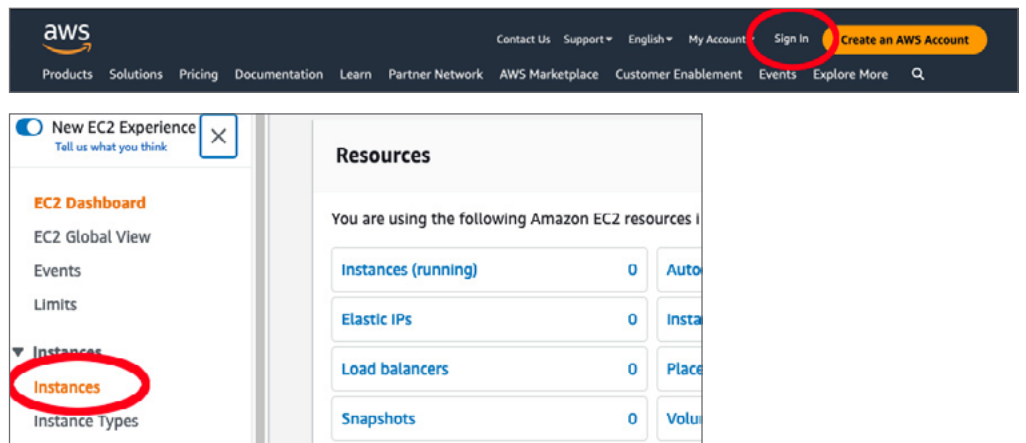 aws
Contact Us Support English My Account Sign In Create an AWS Account
Products Solutions Pricing Documentation Learn Partner Network AWS Marketplace Customer Enablement Events Explore More
New EC2 Experience
Tell us what you think
EC2 Dashboard
EC2 Global View
Events
Limits
Instances
Instances
Instance Types
Resources
You are using the following Amazon EC2 resources i
Instances (running) 0 Auto
Elastic IPs 0 Insta
Load balancers 0 Place
Snapshots 0 Volu